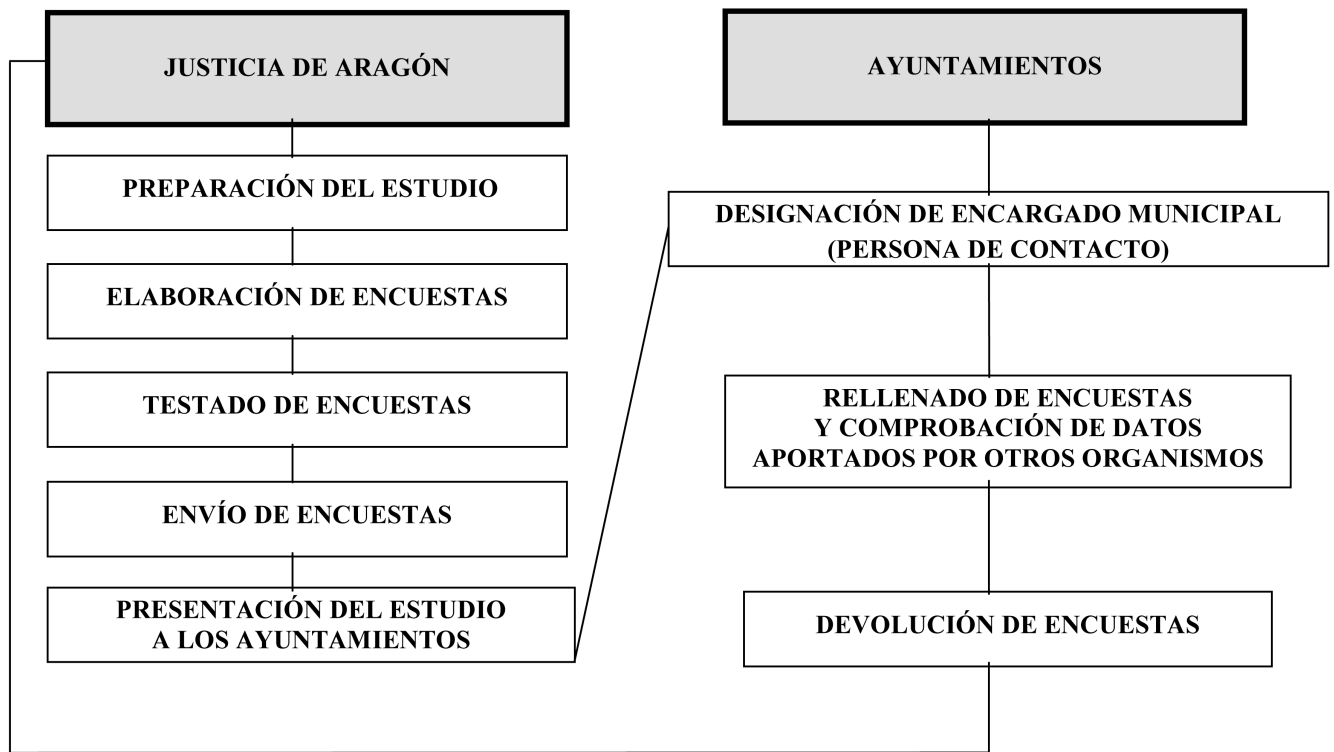 JUSTICIA DE ARAGÓN
PREPARACIÓN DEL ESTUDIO
ELABORACIÓN DE ENCUESTAS
TESTADO DE ENCUESTAS
ENVÍO DE ENCUESTAS
PRESENTACIÓN DEL ESTUDIO
A LOS AYUNTAMIENTOS
AYUNTAMIENTOS
DESIGNACIÓN DE ENCARGADO MUNICIPAL
(PERSONA DE CONTACTO)
RELLENADO DE ENCUESTAS
Y COMPROBACIÓN DE DATOS
APORTADOS POR OTROS ORGANISMOS
DEVOLUCIÓN DE ENCUESTAS